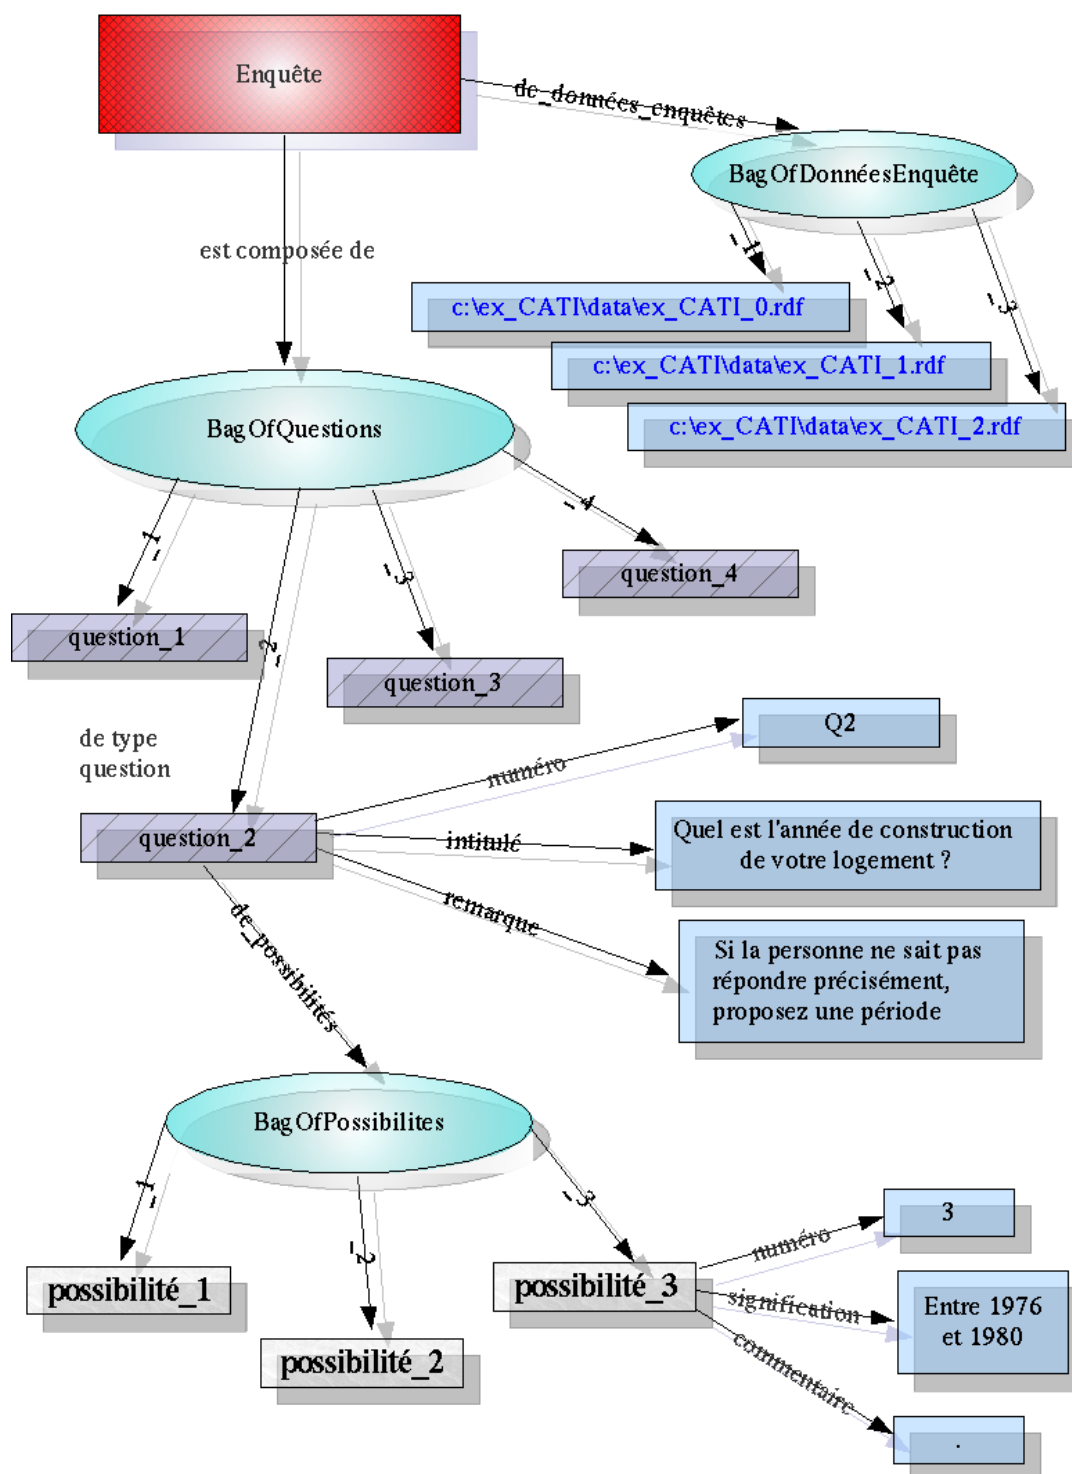 Enquête
de_données_enquêtes
BagOfDonnéesEnquête
est composée de
_1
_2
_3
c:\ex_CATI\data\ex_CATI_0.rdf
c:\ex_CATI\data\ex_CATI_1.rdf
c:\ex_CATI\data\ex_CATI_2.rdf
BagOfQuestions
_1
_2
_3
_4
question_4
question_1
question_3
de type
question
question_2
numéro
Q2
intitulé
Quel est l'année de construction
de votre logement ?
remarque
Si la personne ne sait pas
répondre précisément,
proposez une période
de_possibilités
BagOfPossibilites
_1
_2
_3
possibilité_1
possibilité_2
possibilité_3
numéro
3
signification
Entre 1976
et 1980
commentaire
.